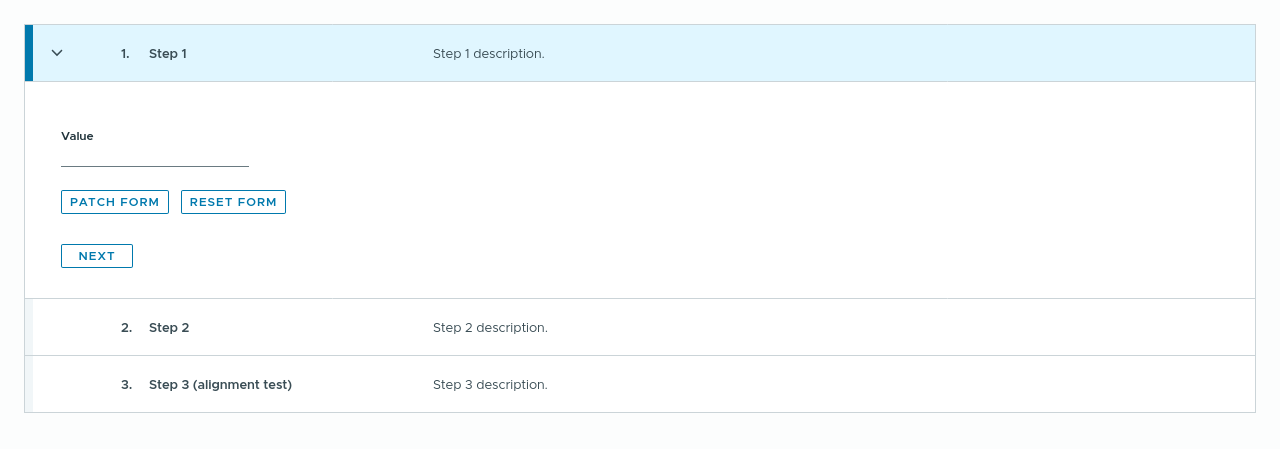 1. Step 1 Step 1 description.
Value
PATCH FORM RESET FORM
NEXT
2. Step 2 Step 2 description.
3. Step 3 (alignment test) Step 3 description.